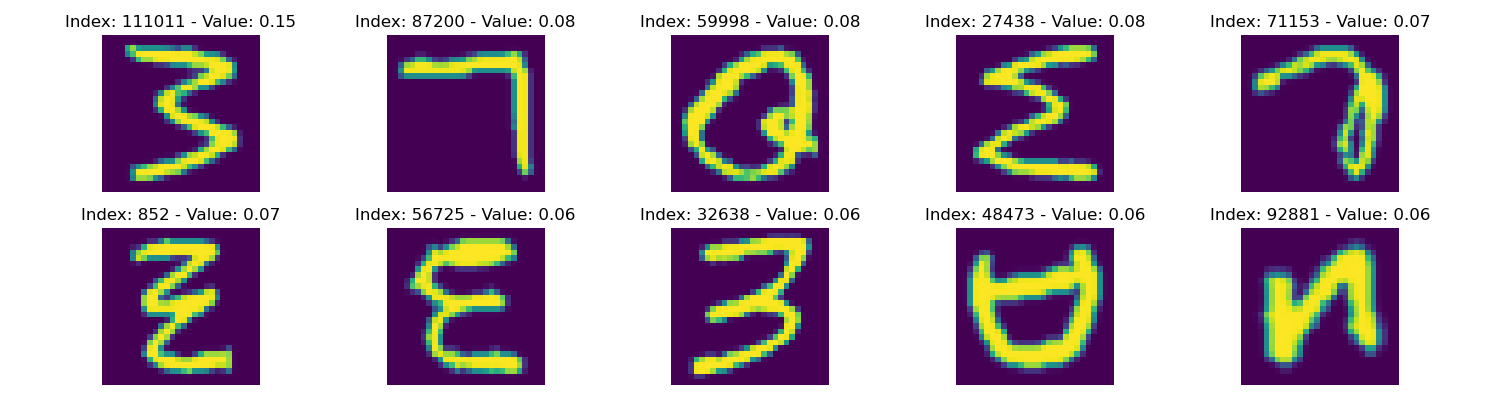 Index: 111011 - Value: 0.15
Index: 87200 - Value: 0.08
Index: 59998 - Value: 0.08
Index: 27438 - Value: 0.08
Index: 71153 - Value: 0.07
Index: 852 - Value: 0.07
Index: 56725 - Value: 0.06
Index: 32638 - Value: 0.06
Index: 48473 - Value: 0.06
Index: 92881 - Value: 0.06